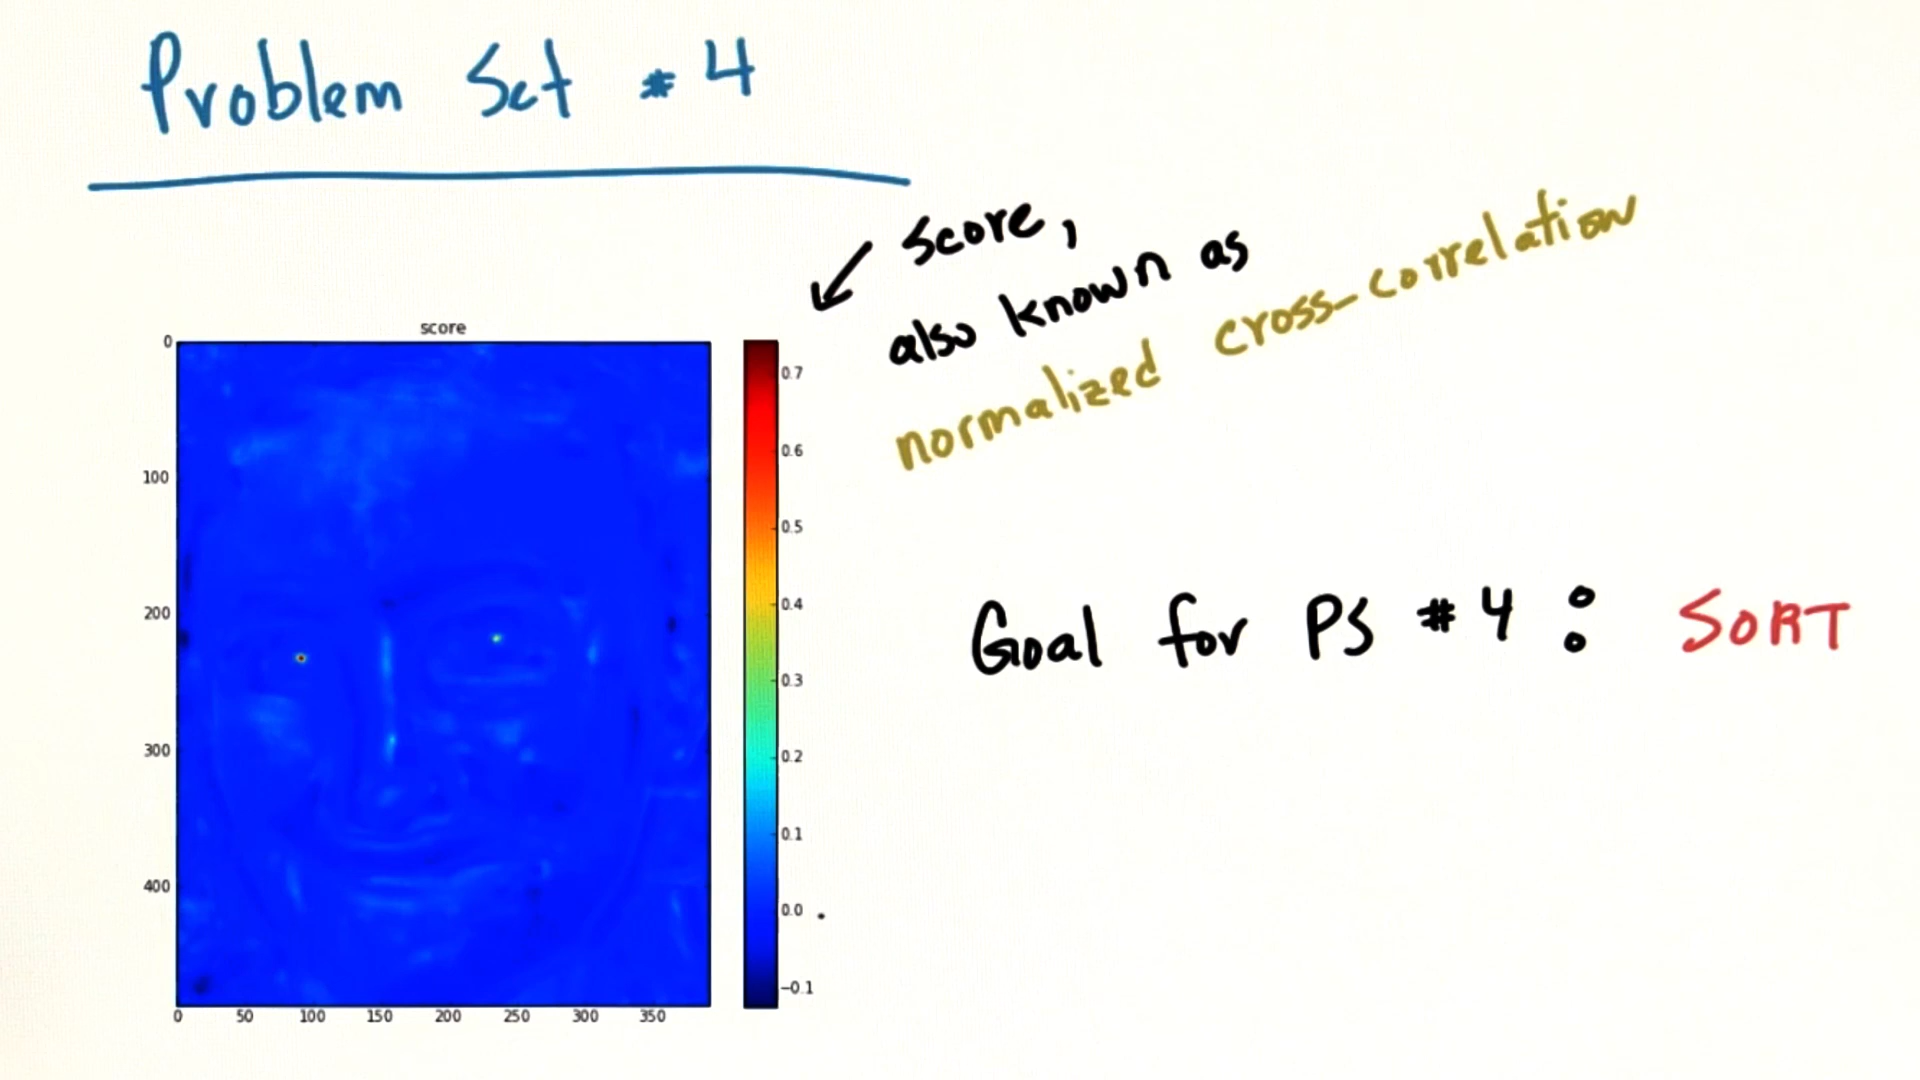 Problem Set #4
score,
also known as
normalized cross-correlation
score
0
100
200
300
400
0 50 100 150 200 250 300 350
0.7
0.6
0.5
0.4
0.3
0.2
0.1
0.0
−0.1
Goal for PS #4 : SORT